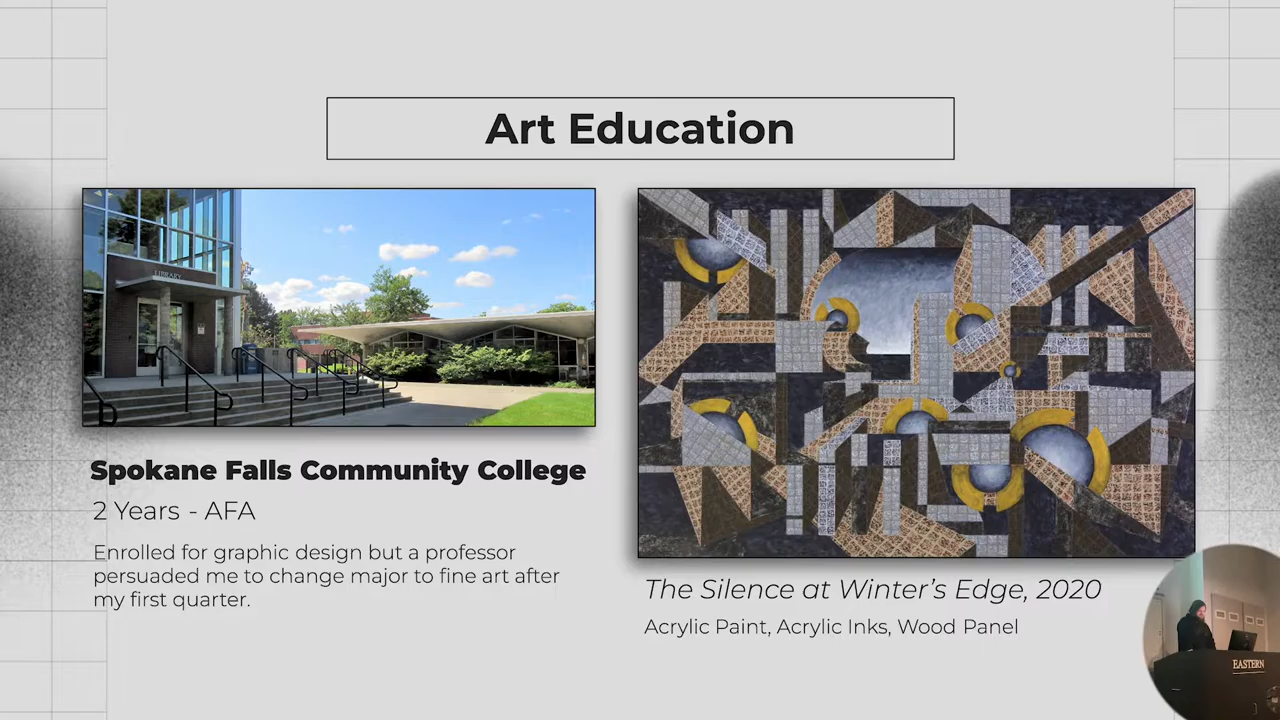 Art Education
LIBRARY
Spokane Falls Community College
2 Years - AFA
Enrolled for graphic design but a professor
persuaded me to change major to fine art after
my first quarter.
The Silence at Winter's Edge, 2020
Acrylic Paint, Acrylic Inks, Wood Panel
EASTERN